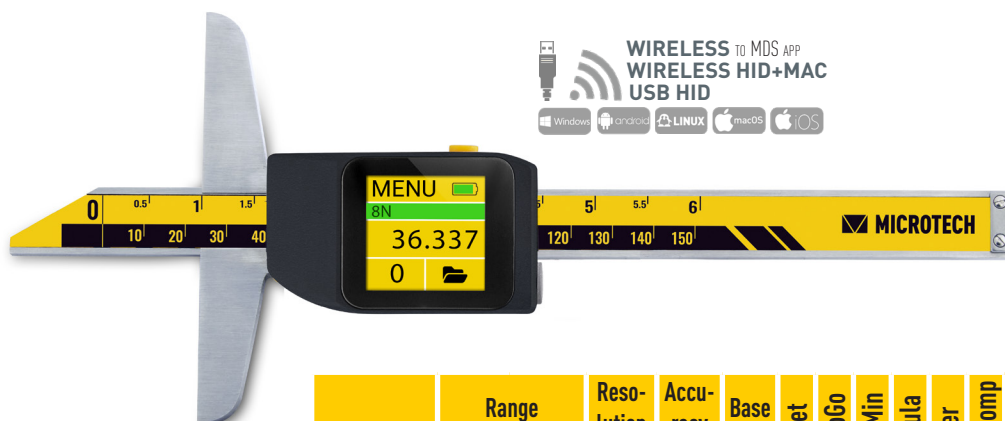 WIRELESS TO MDS APP
WIRELESS HID+MAC
USB HID
Windows android LINUX macOS iOS
0 0.5 1 1.5 5 5.5 6
10 20 30 40 120 130 140 150
MENU
8N
36.337
0
MICROTECH
Range
Reso-
Accu-
Base